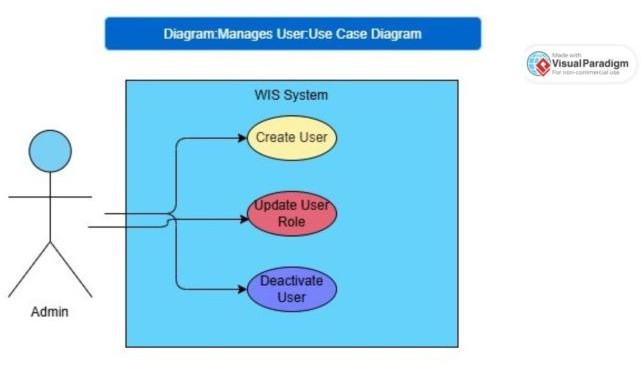 Diagram:Manages User:Use Case Diagram
Made with
Visual Paradigm
For non-commercial use
WIS System
Create User
Update User
Role
Deactivate
User
Admin